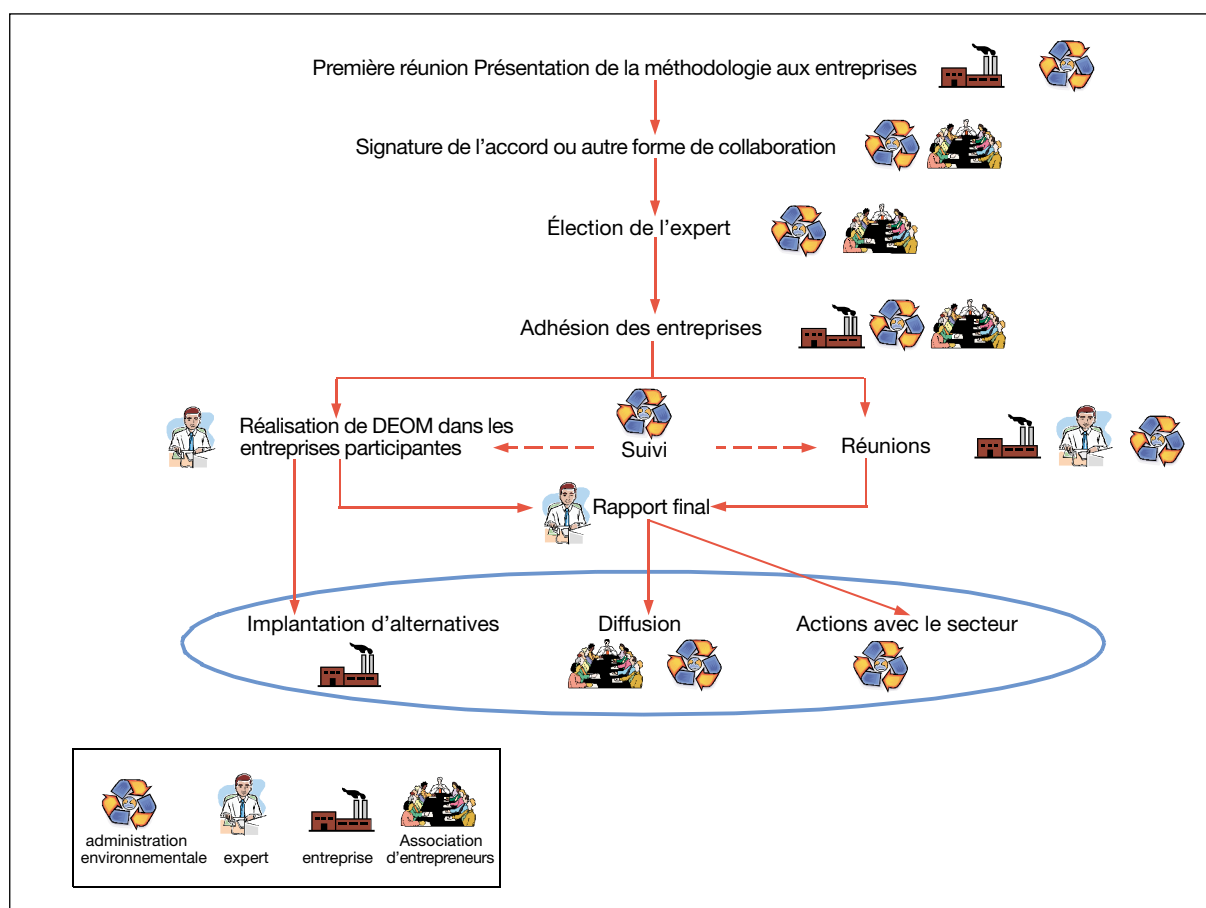 Première réunion Présentation de la méthodologie aux entreprises
Signature de l’accord ou autre forme de collaboration
Élection de l’expert
Adhésion des entreprises
Réalisation de DEOM dans les
entreprises participantes
Suivi
Réunions
Rapport final
Implantation d’alternatives
Diffusion
Actions avec le secteur
administration
environnementale
expert
entreprise
Association
d’entrepreneurs